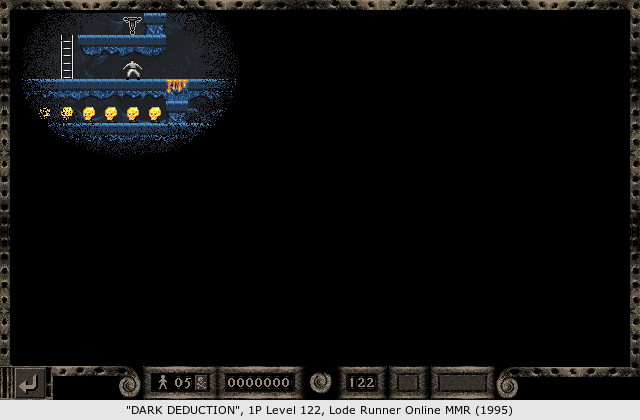 05 0000000 122
"DARK DEDUCTION", 1P Level 122, Lode Runner Online MMR (1995)